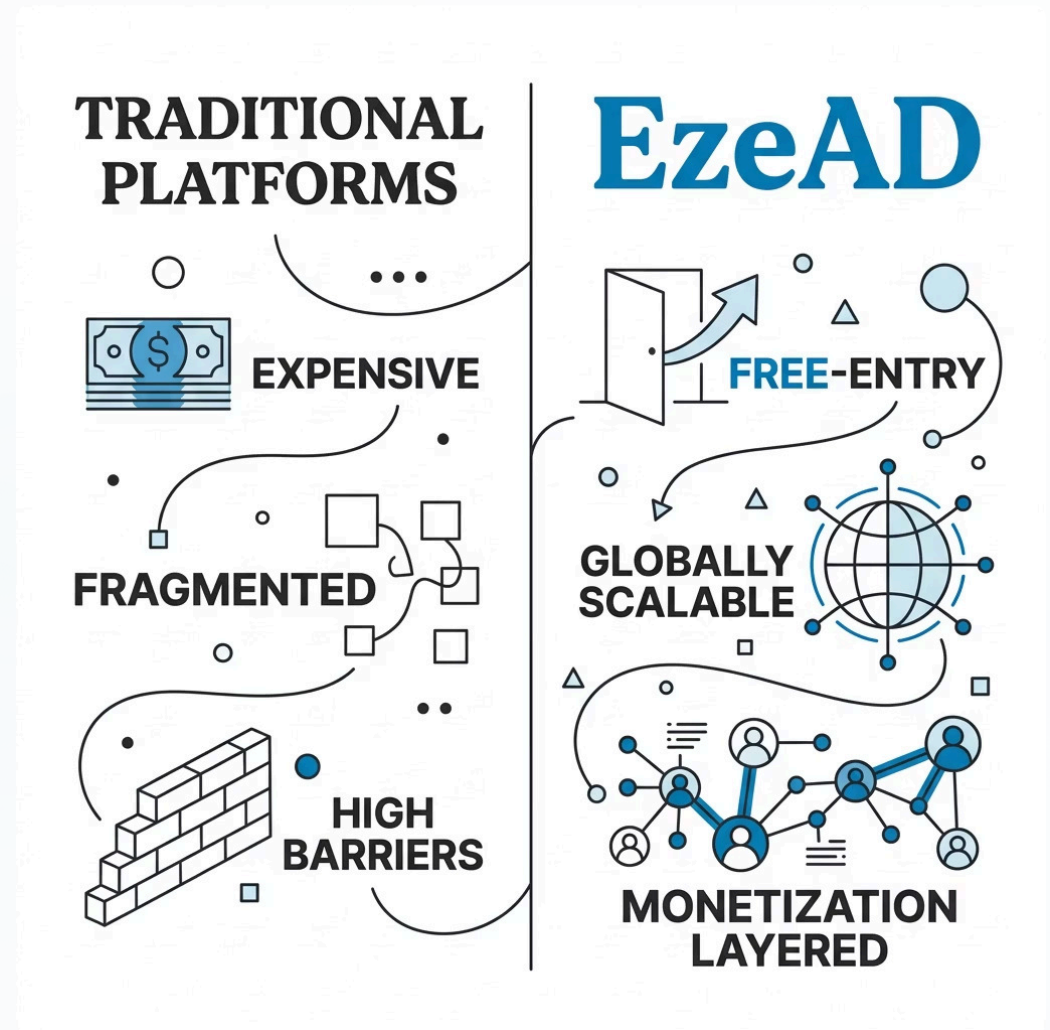 TRADITIONAL
PLATFORMS
EXPENSIVE
FRAGMENTED
HIGH
BARRIERS
EzeAD
FREE-ENTRY
GLOBALLY
SCALABLE
MONETIZATION
LAYERED